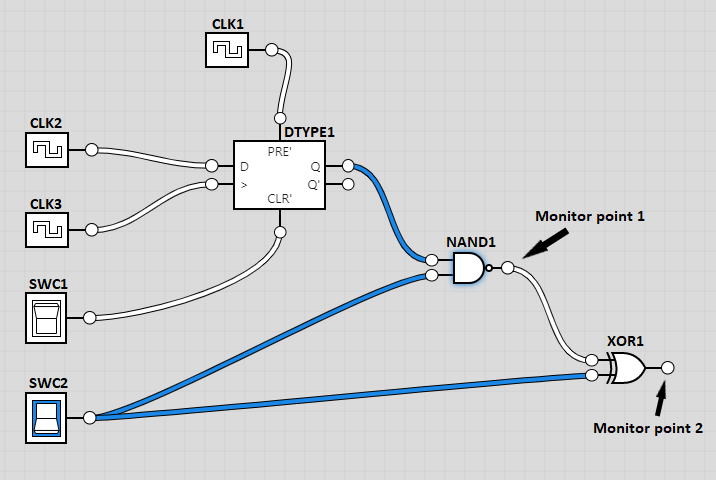 CLK1
CLK2
DTYPE1
PRE'
D
Q
>
Q'
CLR'
CLK3
Monitor point 1
NAND1
SWC1
XOR1
SWC2
Monitor point 2